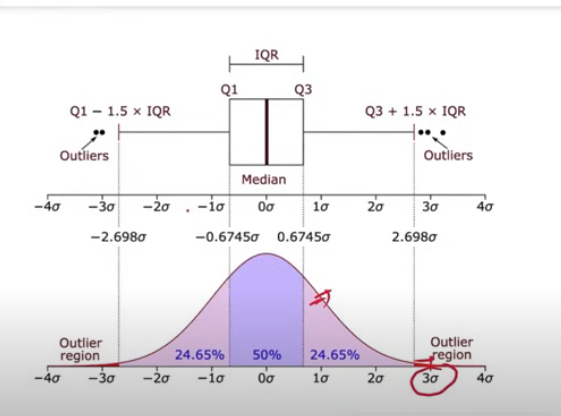 IQR
Q1 Q3
Q1 − 1.5 × IQR Q3 + 1.5 × IQR
Outliers Outliers
Median
−4σ −3σ −2σ −1σ 0σ 1σ 2σ 3σ 4σ
−2.698σ −0.6745σ 0.6745σ 2.698σ
Outlier region Outlier region
24.65% 50% 24.65%
−4σ −3σ −2σ −1σ 0σ 1σ 2σ 3σ 4σ